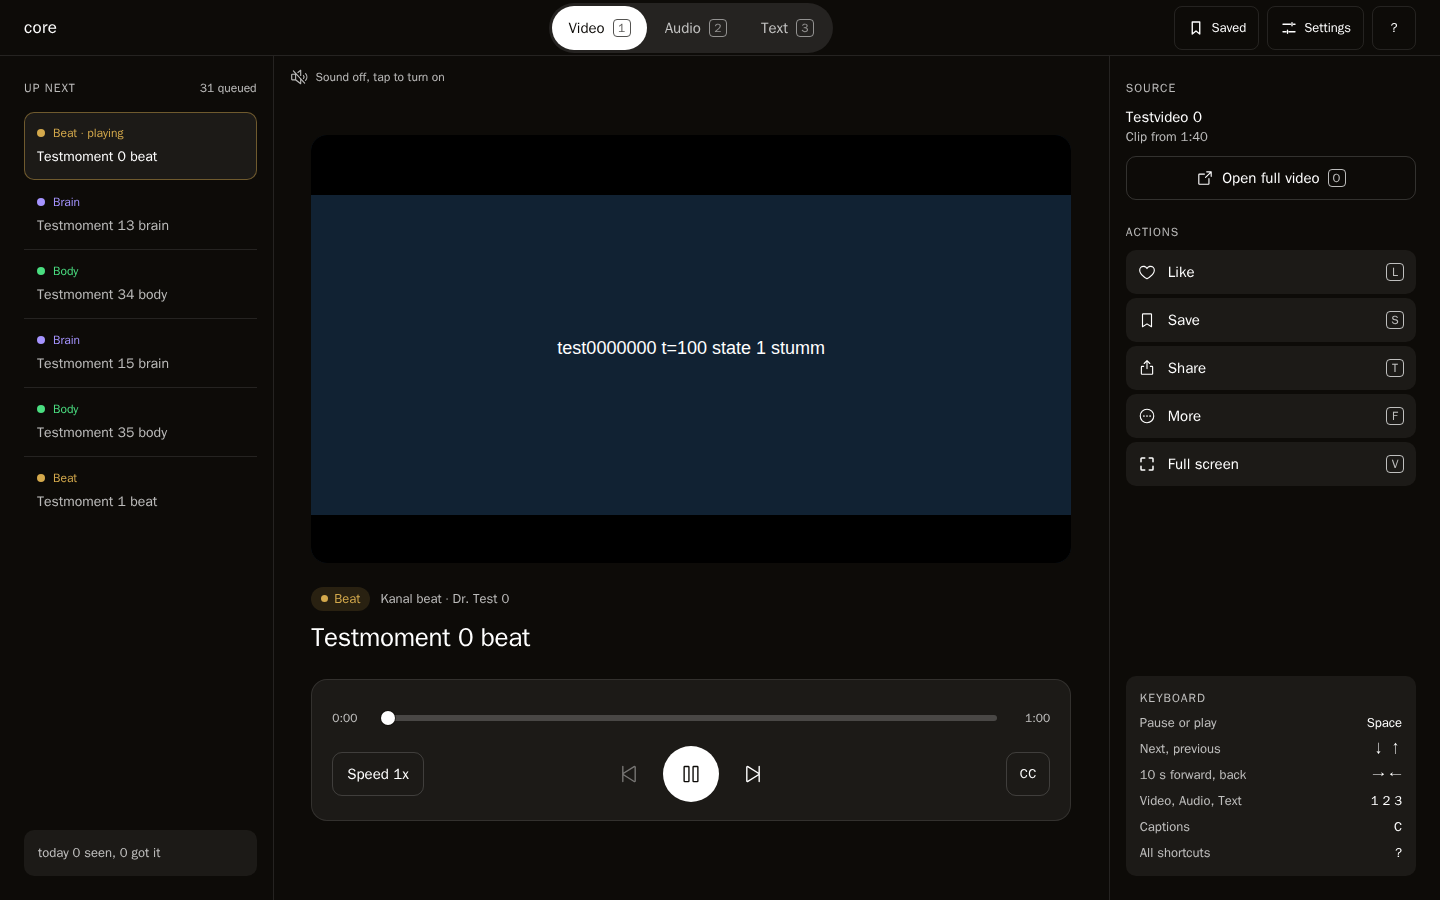 core
Video 1
Audio 2
Text 3
Saved
Settings
?
UP NEXT
31 queued
Beat · playing
Testmoment 0 beat
Brain
Testmoment 13 brain
Body
Testmoment 34 body
Brain
Testmoment 15 brain
Body
Testmoment 35 body
Beat
Testmoment 1 beat
today 0 seen, 0 got it
Sound off, tap to turn on
test0000000 t=100 state 1 stumm
Beat
Kanal beat · Dr. Test 0
Testmoment 0 beat
0:00
1:00
Speed 1x
CC
SOURCE
Testvideo 0
Clip from 1:40
Open full video O
ACTIONS
Like L
Save S
Share T
More F
Full screen V
KEYBOARD
Pause or play Space
Next, previous ↓ ↑
10 s forward, back → ←
Video, Audio, Text 1 2 3
Captions C
All shortcuts ?